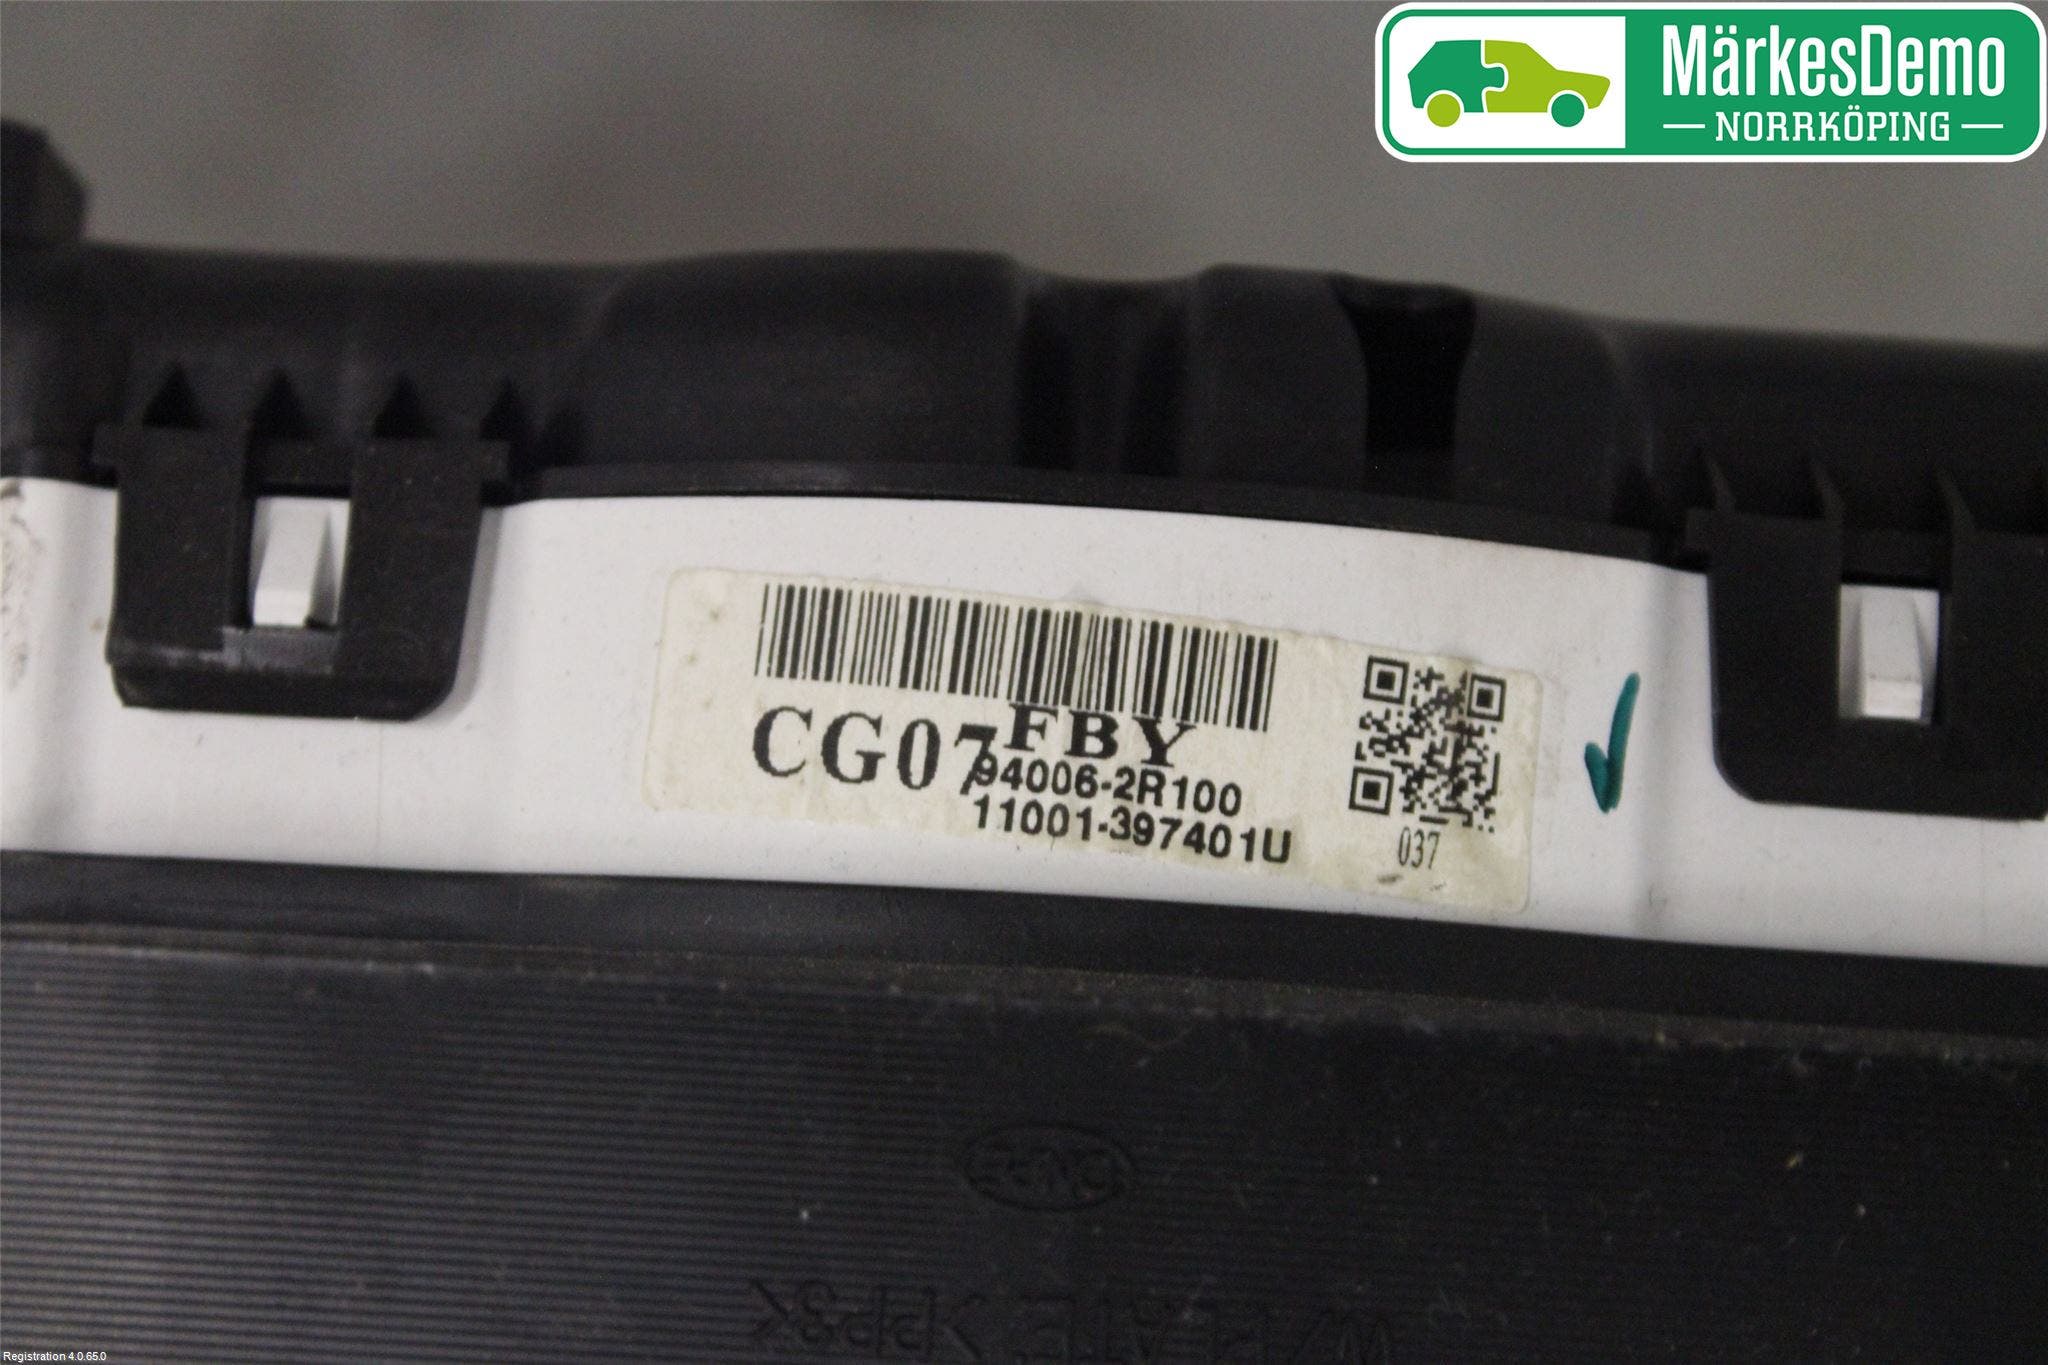 MärkesDemo
NORRKÖPING
FBY
CG07
94006-2R100
11001-397401U
037
Registration 4.0.65.0